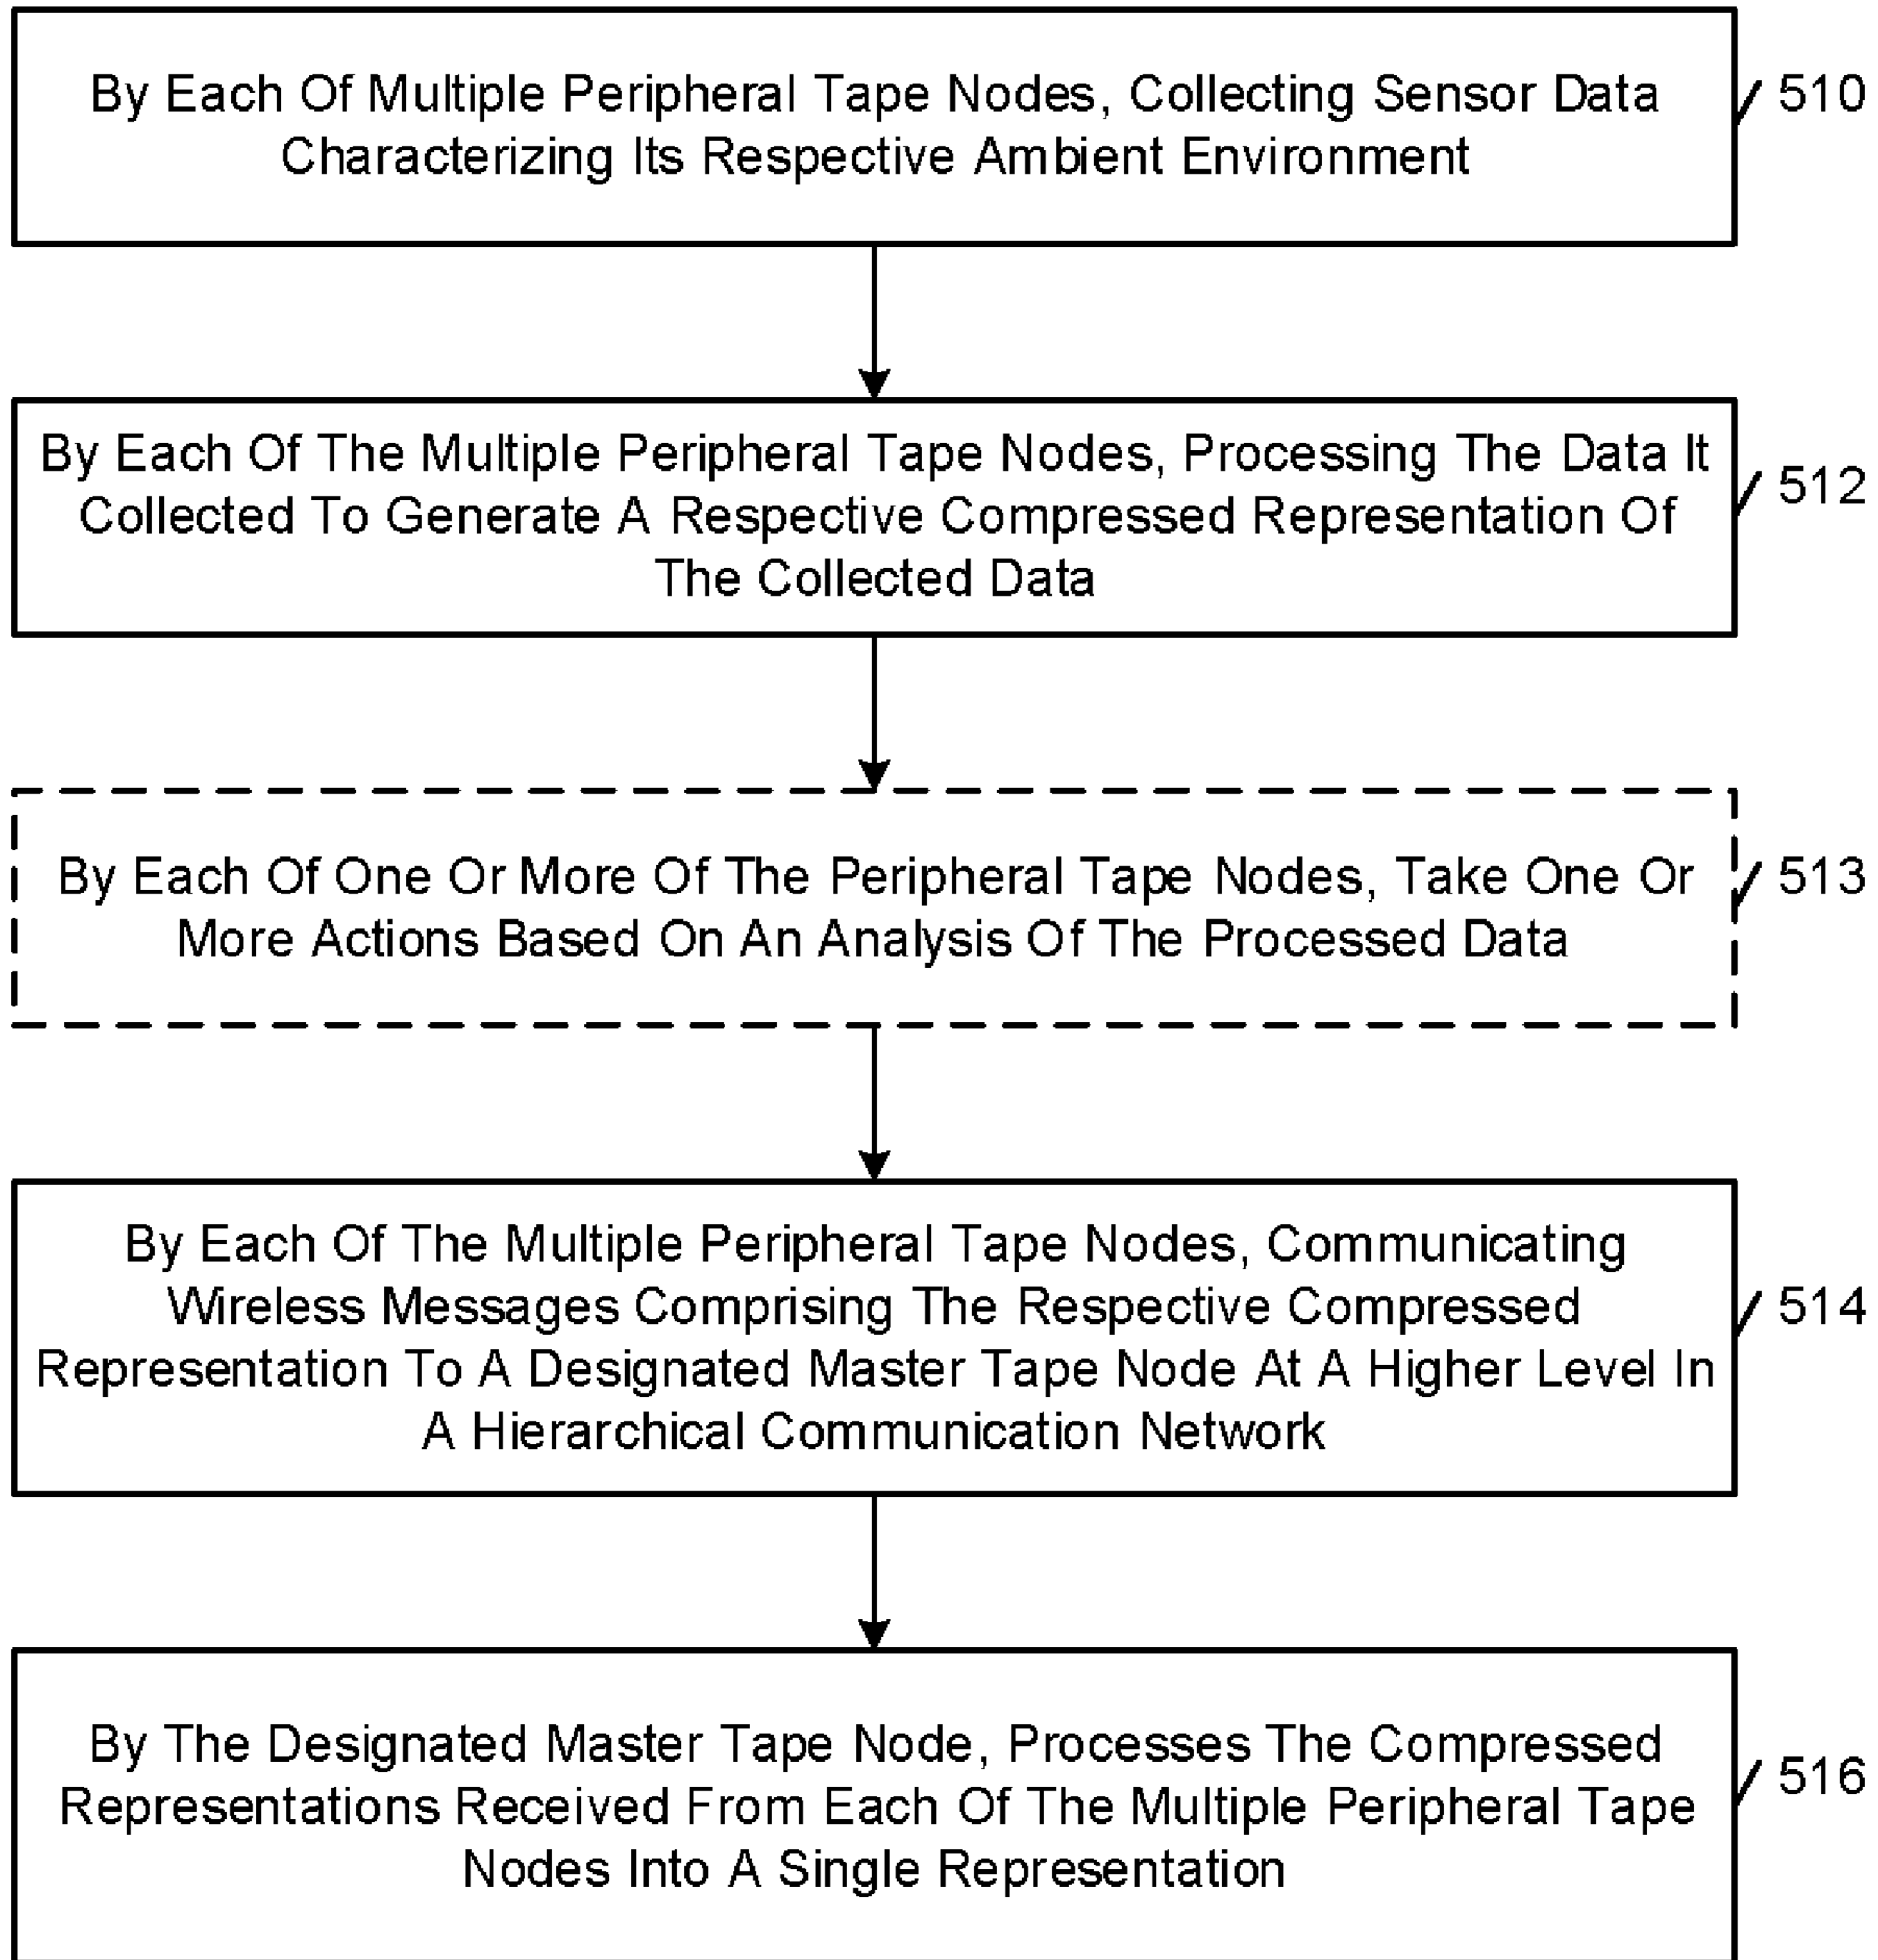 By Each Of Multiple Peripheral Tape Nodes, Collecting Sensor Data
Characterizing Its Respective Ambient Environment
510
By Each Of The Multiple Peripheral Tape Nodes, Processing The Data It
Collected To Generate A Respective Compressed Representation Of
The Collected Data
512
By Each Of One Or More Of The Peripheral Tape Nodes, Take One Or
More Actions Based On An Analysis Of The Processed Data
513
By Each Of The Multiple Peripheral Tape Nodes, Communicating
Wireless Messages Comprising The Respective Compressed
Representation To A Designated Master Tape Node At A Higher Level In
A Hierarchical Communication Network
514
By The Designated Master Tape Node, Processes The Compressed
Representations Received From Each Of The Multiple Peripheral Tape
Nodes Into A Single Representation
516